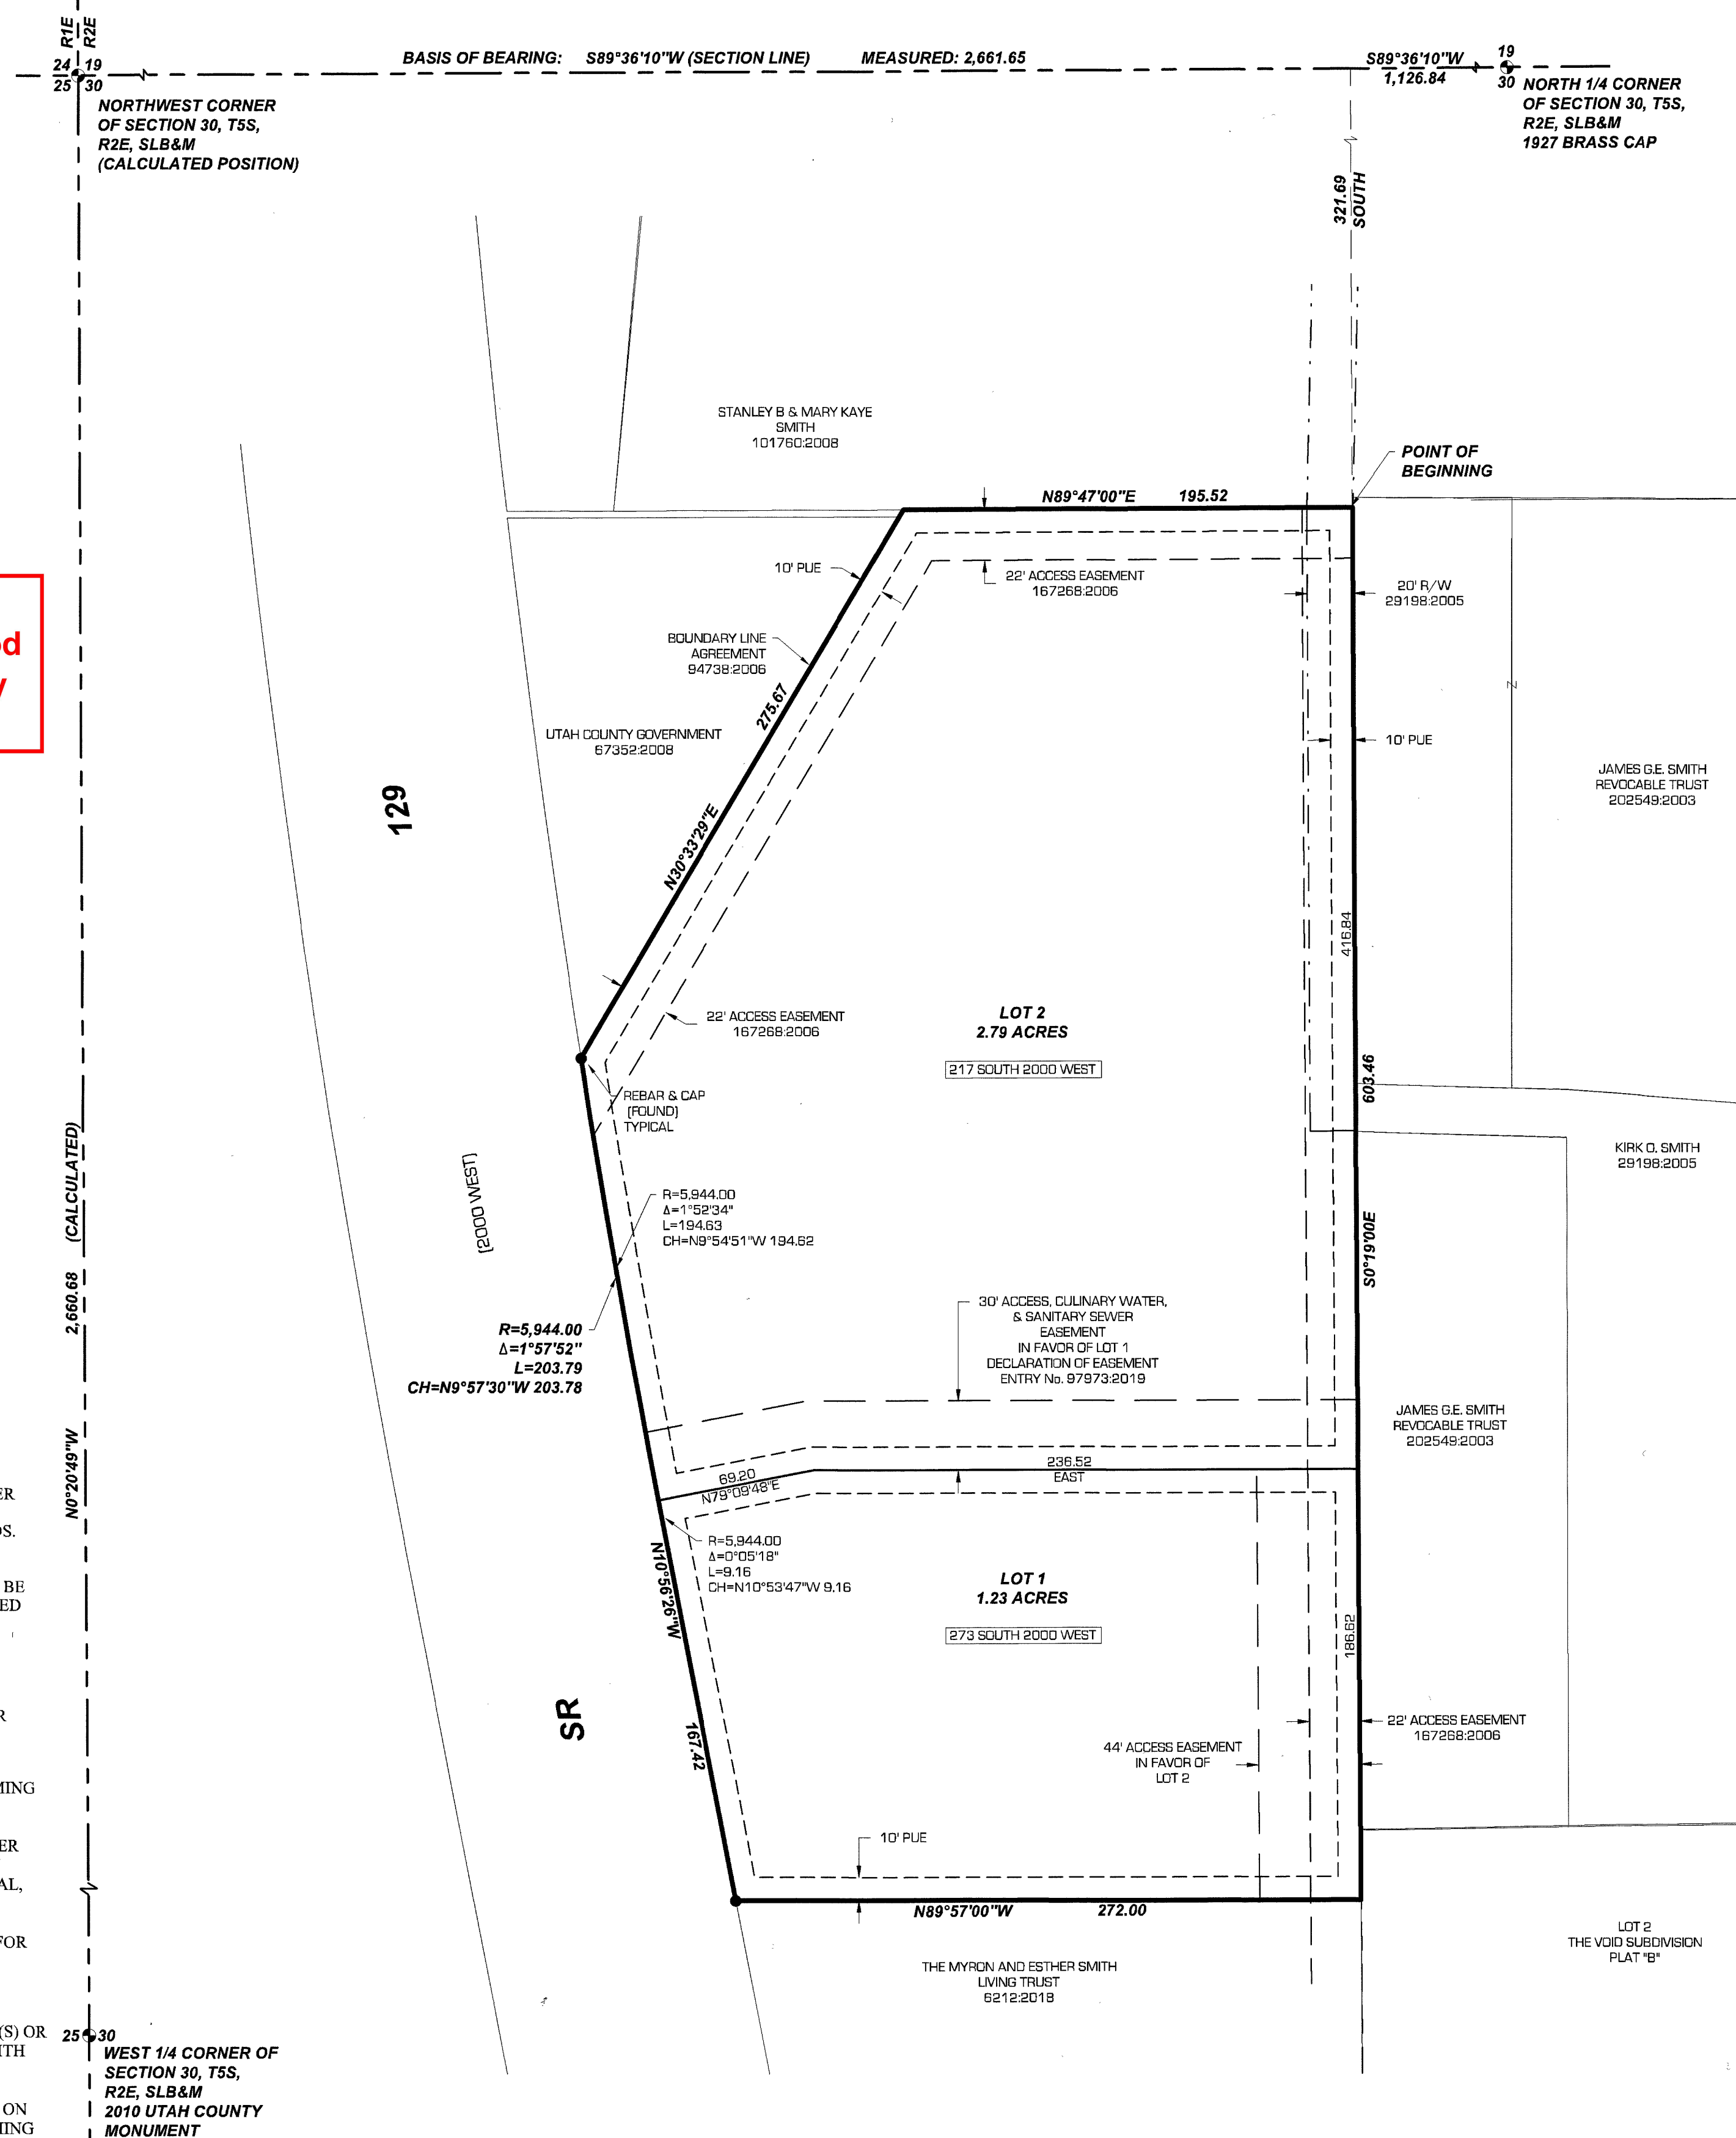 R1E
R2E
24 19
25 30
BASIS OF BEARING: S89°36'10"W (SECTION LINE) MEASURED: 2,661.65
S89°36'10"W
1,126.84
19
30
NORTHWEST CORNER
OF SECTION 30, T5S,
R2E, SLB&M
(CALCULATED POSITION)
NORTH 1/4 CORNER
OF SECTION 30, T5S,
R2E, SLB&M
1927 BRASS CAP
321.69
SOUTH
STANLEY B & MARY KAYE
SMITH
101760:2008
POINT OF
BEGINNING
N89°47'00"E 195.52
10' PUE
22' ACCESS EASEMENT
167268:2006
20' R/W
29198:2005
BOUNDARY LINE
AGREEMENT
94738:2006
275.67
N30°33'29"E
UTAH COUNTY GOVERNMENT
67352:2008
10' PUE
JAMES G.E. SMITH
REVOCABLE TRUST
202549:2003
129
416.84
22' ACCESS EASEMENT
167268:2006
LOT 2
2.79 ACRES
217 SOUTH 2000 WEST
603.46
REBAR & CAP
(FOUND)
TYPICAL
KIRK O. SMITH
29198:2005
(2000 WEST)
R=5,944.00
Δ=1°52'34"
L=194.63
CH=N9°54'51"W 194.62
S0°19'00E
N0°20'49"W 2,660.68 (CALCULATED)
R=5,944.00
Δ=1°57'52"
L=203.79
CH=N9°57'30"W 203.78
30' ACCESS, CULINARY WATER,
& SANITARY SEWER
EASEMENT
IN FAVOR OF LOT 1
DECLARATION OF EASEMENT
ENTRY No. 97973:2019
JAMES G.E. SMITH
REVOCABLE TRUST
202549:2003
69.20
N79°09'48"E
236.52
EAST
R=5,944.00
Δ=0°05'18"
L=9.16
CH=N10°53'47"W 9.16
N10°56'26"W
167.42
LOT 1
1.23 ACRES
273 SOUTH 2000 WEST
186.62
SR
22' ACCESS EASEMENT
167268:2006
44' ACCESS EASEMENT
IN FAVOR OF
LOT 2
10' PUE
N89°57'00"W 272.00
THE MYRON AND ESTHER SMITH
LIVING TRUST
6212:2018
LOT 2
THE VOID SUBDIVISION
PLAT "B"
25 30
WEST 1/4 CORNER OF
SECTION 30, T5S,
R2E, SLB&M
2010 UTAH COUNTY
MONUMENT
BE
FOR
(S) OR
ON